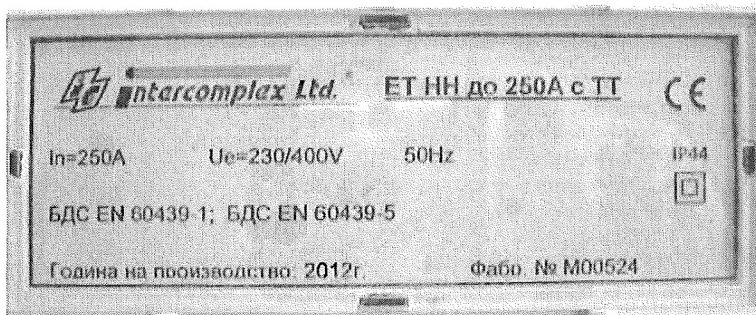 intercomplex Ltd. ЕТ НН до 250А с ТТ CE
In=250A Ue=230/400V 50Hz IP44
БДС EN 60439-1; БДС EN 60439-5
Година на производство: 2012г. Фабр. № М00524